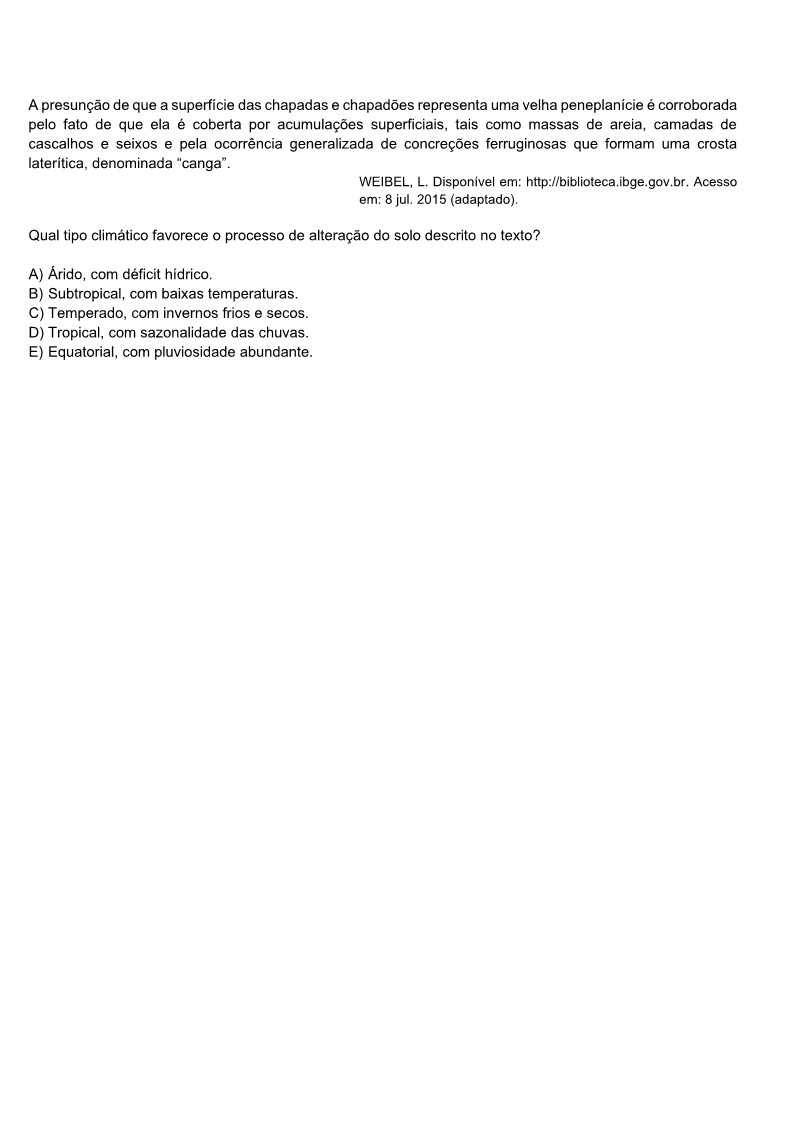 A presunção de que a superfície das chapadas e chapadões representa uma velha peneplanície é corroborada
pelo fato de que ela é coberta por acumulações superficiais, tais como massas de areia, camadas de
cascalhos e seixos e pela ocorrência generalizada de concreções ferruginosas que formam uma crosta
laterítica, denominada “canga”.
WEIBEL, L. Disponível em: http://biblioteca.ibge.gov.br. Acesso
em: 8 jul. 2015 (adaptado).
Qual tipo climático favorece o processo de alteração do solo descrito no texto?
A) Árido, com déficit hídrico.
B) Subtropical, com baixas temperaturas.
C) Temperado, com invernos frios e secos.
D) Tropical, com sazonalidade das chuvas.
E) Equatorial, com pluviosidade abundante.